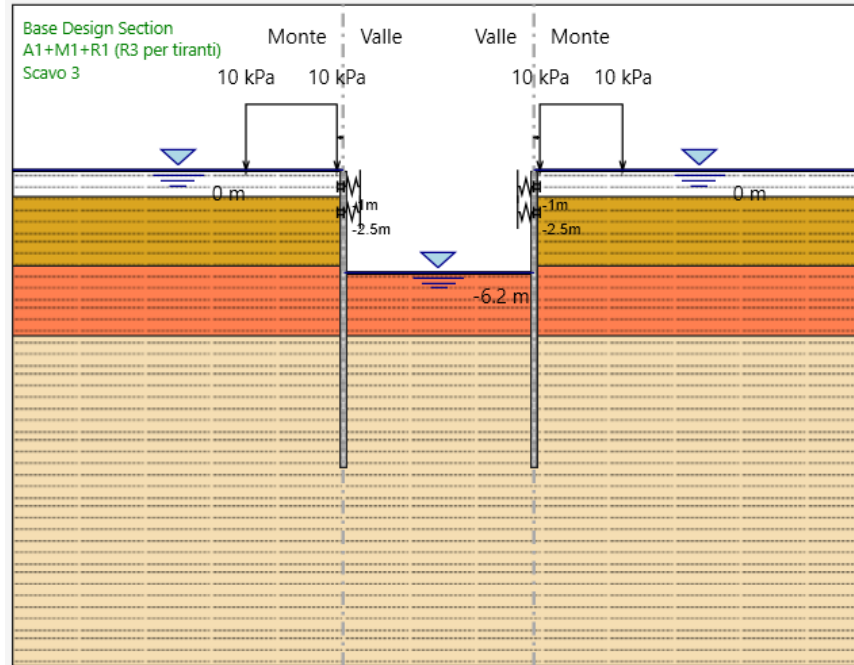 Base Design Section
A1+M1+R1 (R3 per tiranti)
Scavo 3
Monte Valle Valle Monte
10 kPa 10 kPa 10 kPa 10 kPa
0 m 0 m
-1m -1m
-2.5m -2.5m
-6.2 m